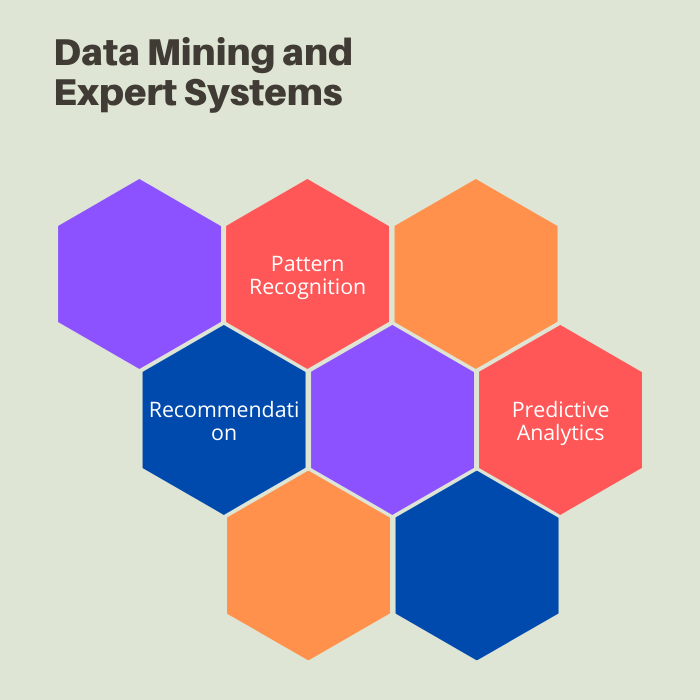 Data Mining and
Expert Systems
Pattern
Recognition
Recommendati
on
Predictive
Analytics